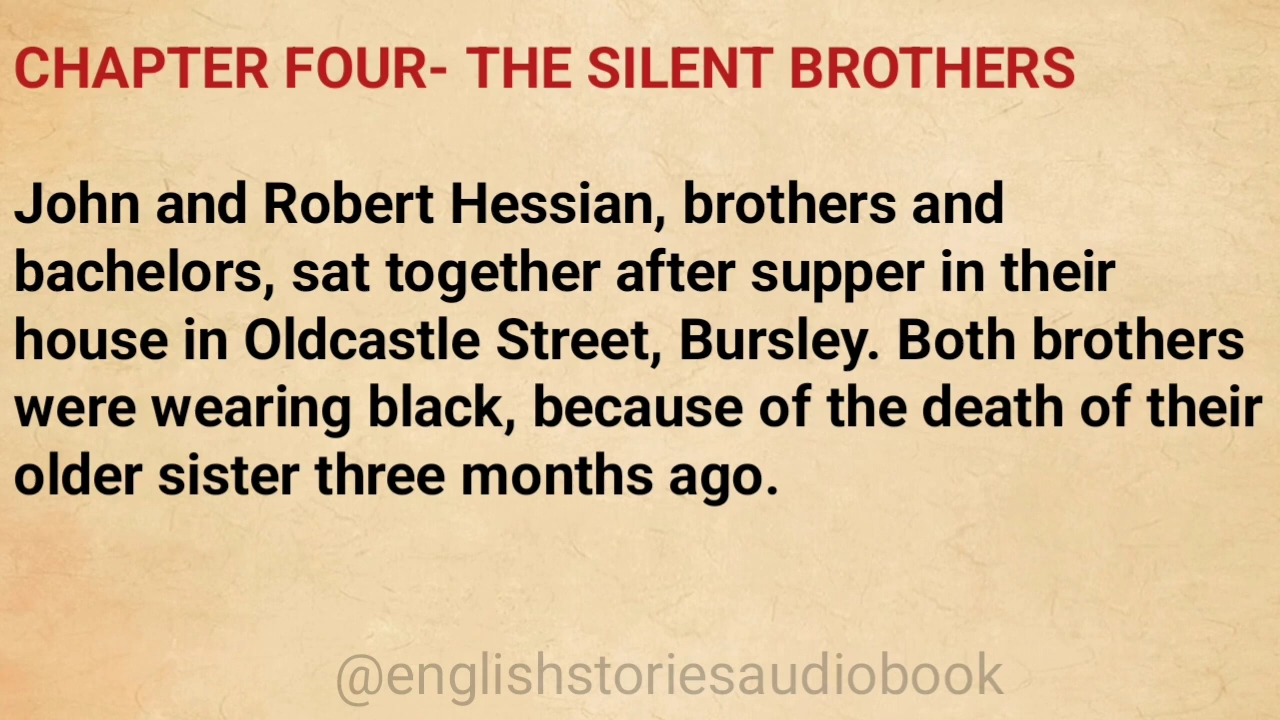 CHAPTER FOUR- THE SILENT BROTHERS
John and Robert Hessian, brothers and
bachelors, sat together after supper in their
house in Oldcastle Street, Bursley. Both brothers
were wearing black, because of the death of their
older sister three months ago.
@englishstoriesaudiobook